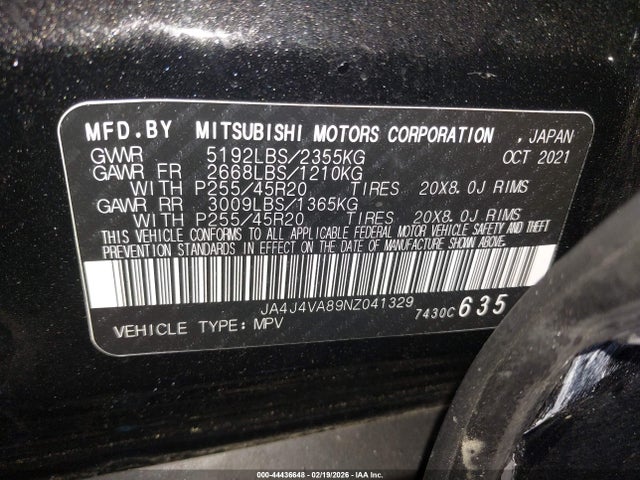 MFD.BY MITSUBISHI MOTORS CORPORATION , JAPAN
GVWR 5192LBS/2355KG OCT 2021
GAWR FR 2668LBS/1210KG
WITH P255/45R20 TIRES 20X8.0J RIMS
GAWR RR 3009LBS/1365KG
WITH P255/45R20 TIRES 20X8.0J RIMS
THIS VEHICLE CONFORMS TO ALL APPLICABLE FEDERAL MOTOR VEHICLE SAFETY AND THEFT
PREVENTION STANDARDS IN EFFECT ON THE DATE OF MANUFACTURE SHOWN ABOVE.
JA4J4VA89NZ041329 7430C 635
VEHICLE TYPE: MPV
000-44436648 - 02/19/2026 - IAA Inc.